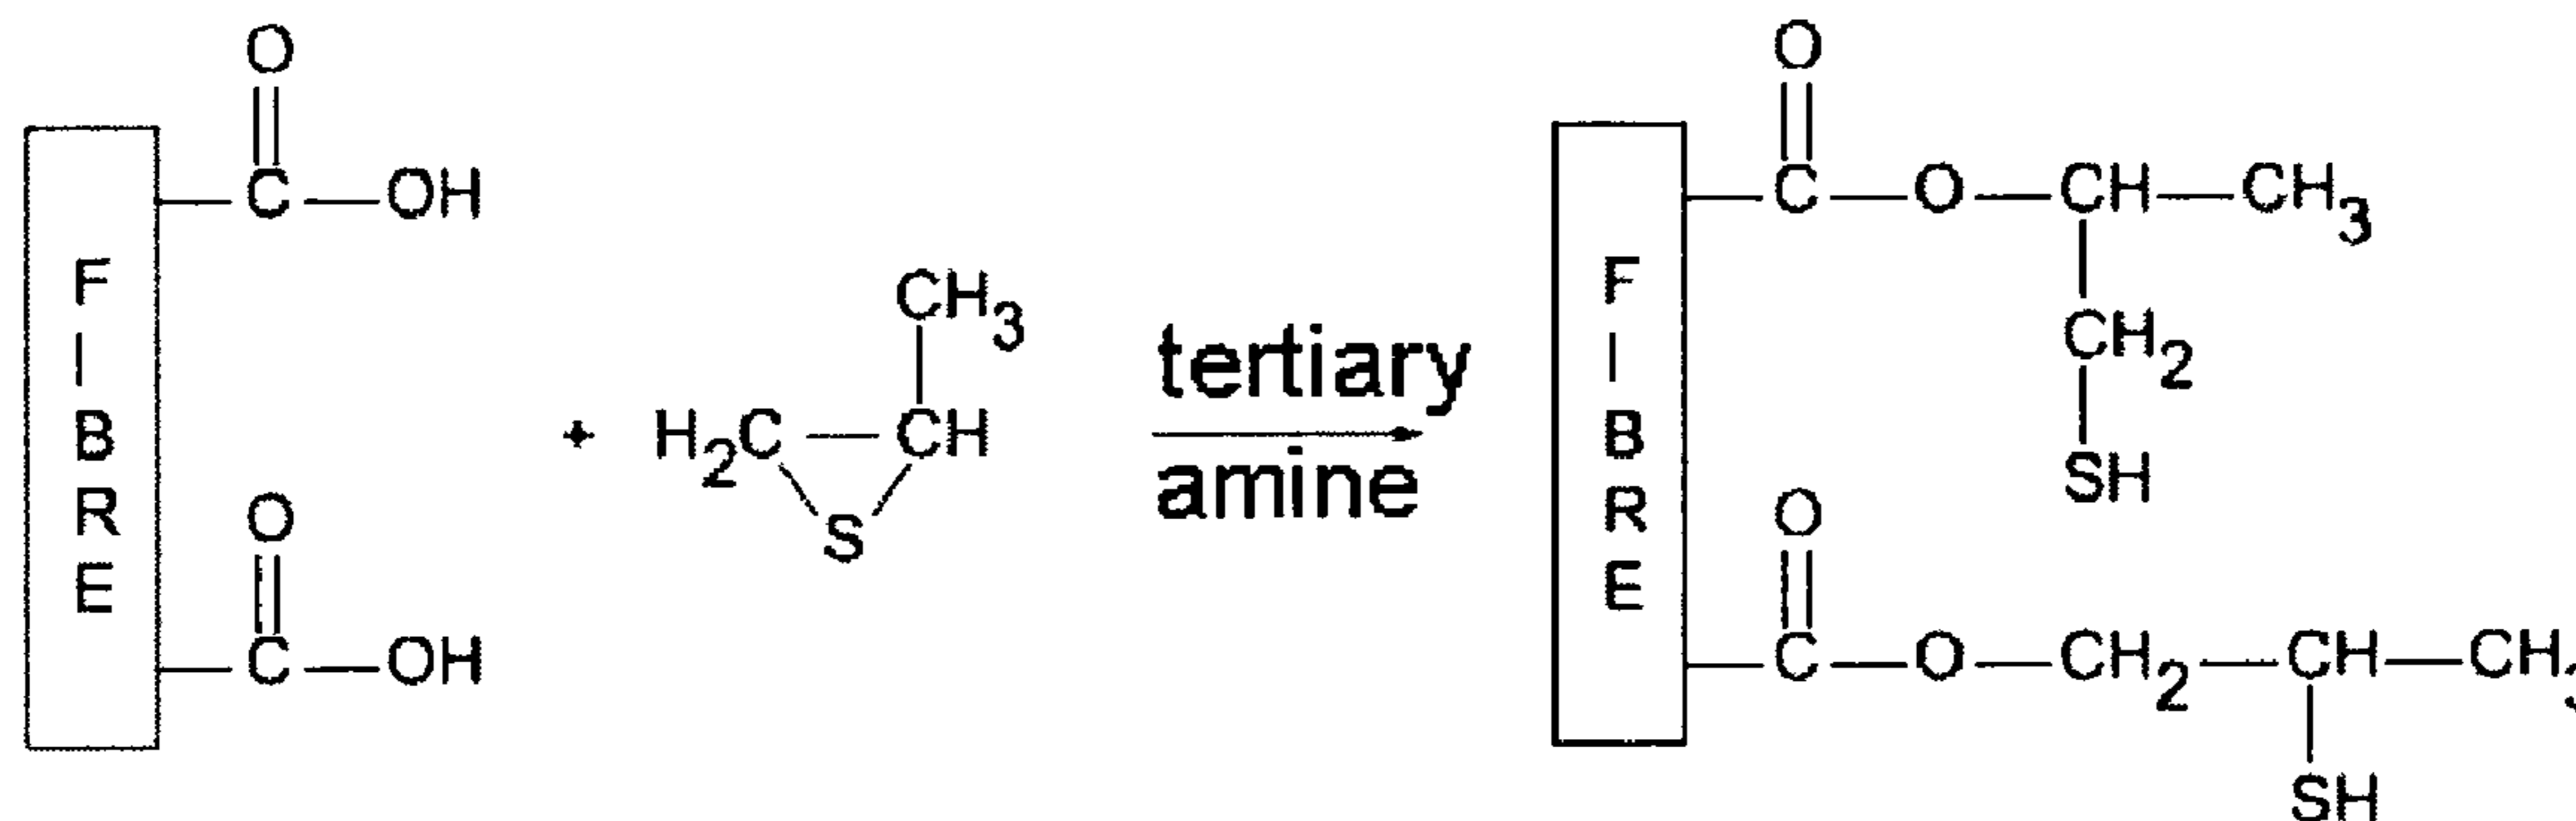 O
C OH
F
I
B
R
E
O
C OH
+
CH3
H2C CH
S
tertiary
amine
O
C O CH CH3
CH2
SH
F
I
B
R
E
O
C O CH2 CH CH3
SH